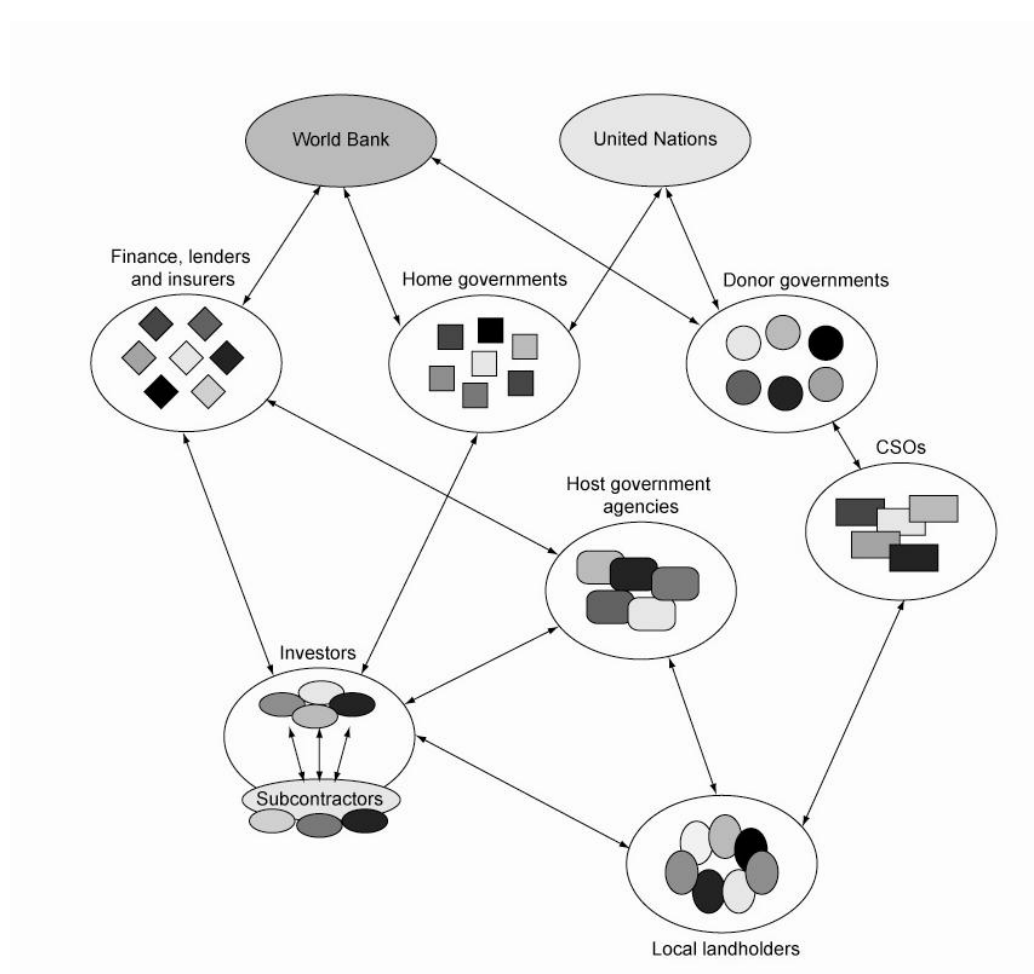 World Bank
United Nations
Finance, lenders
and insurers
Home governments
Donor governments
CSOs
Host government
agencies
Investors
Subcontractors
Local landholders